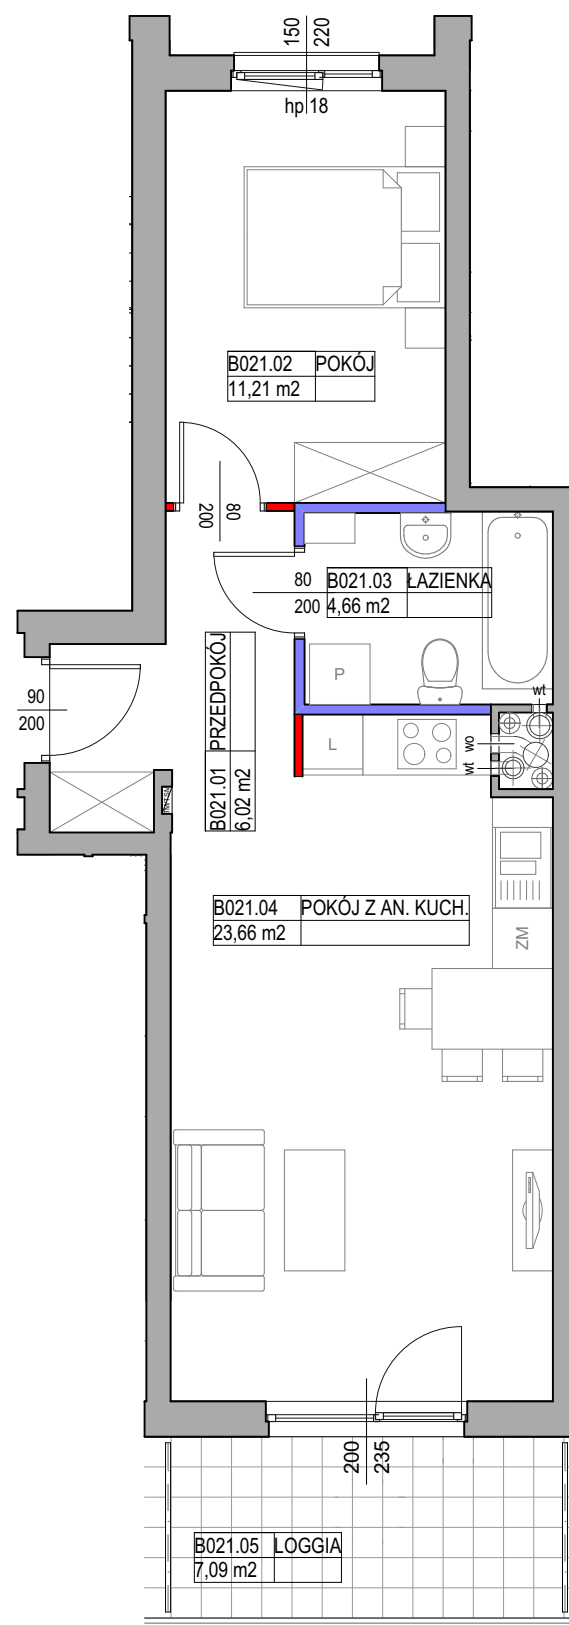 150
220
hp 18
B021.02 POKÓJ
11,21 m2
80
200
80
200
B021.03 ŁAZIENKA
4,66 m2
P
90
200
B021.01 PRZEDPOKÓJ
6,02 m2
L
wt
wo
wt
B021.04 POKÓJ Z AN. KUCH.
23,66 m2
ZM
200
235
B021.05 LOGGIA
7,09 m2